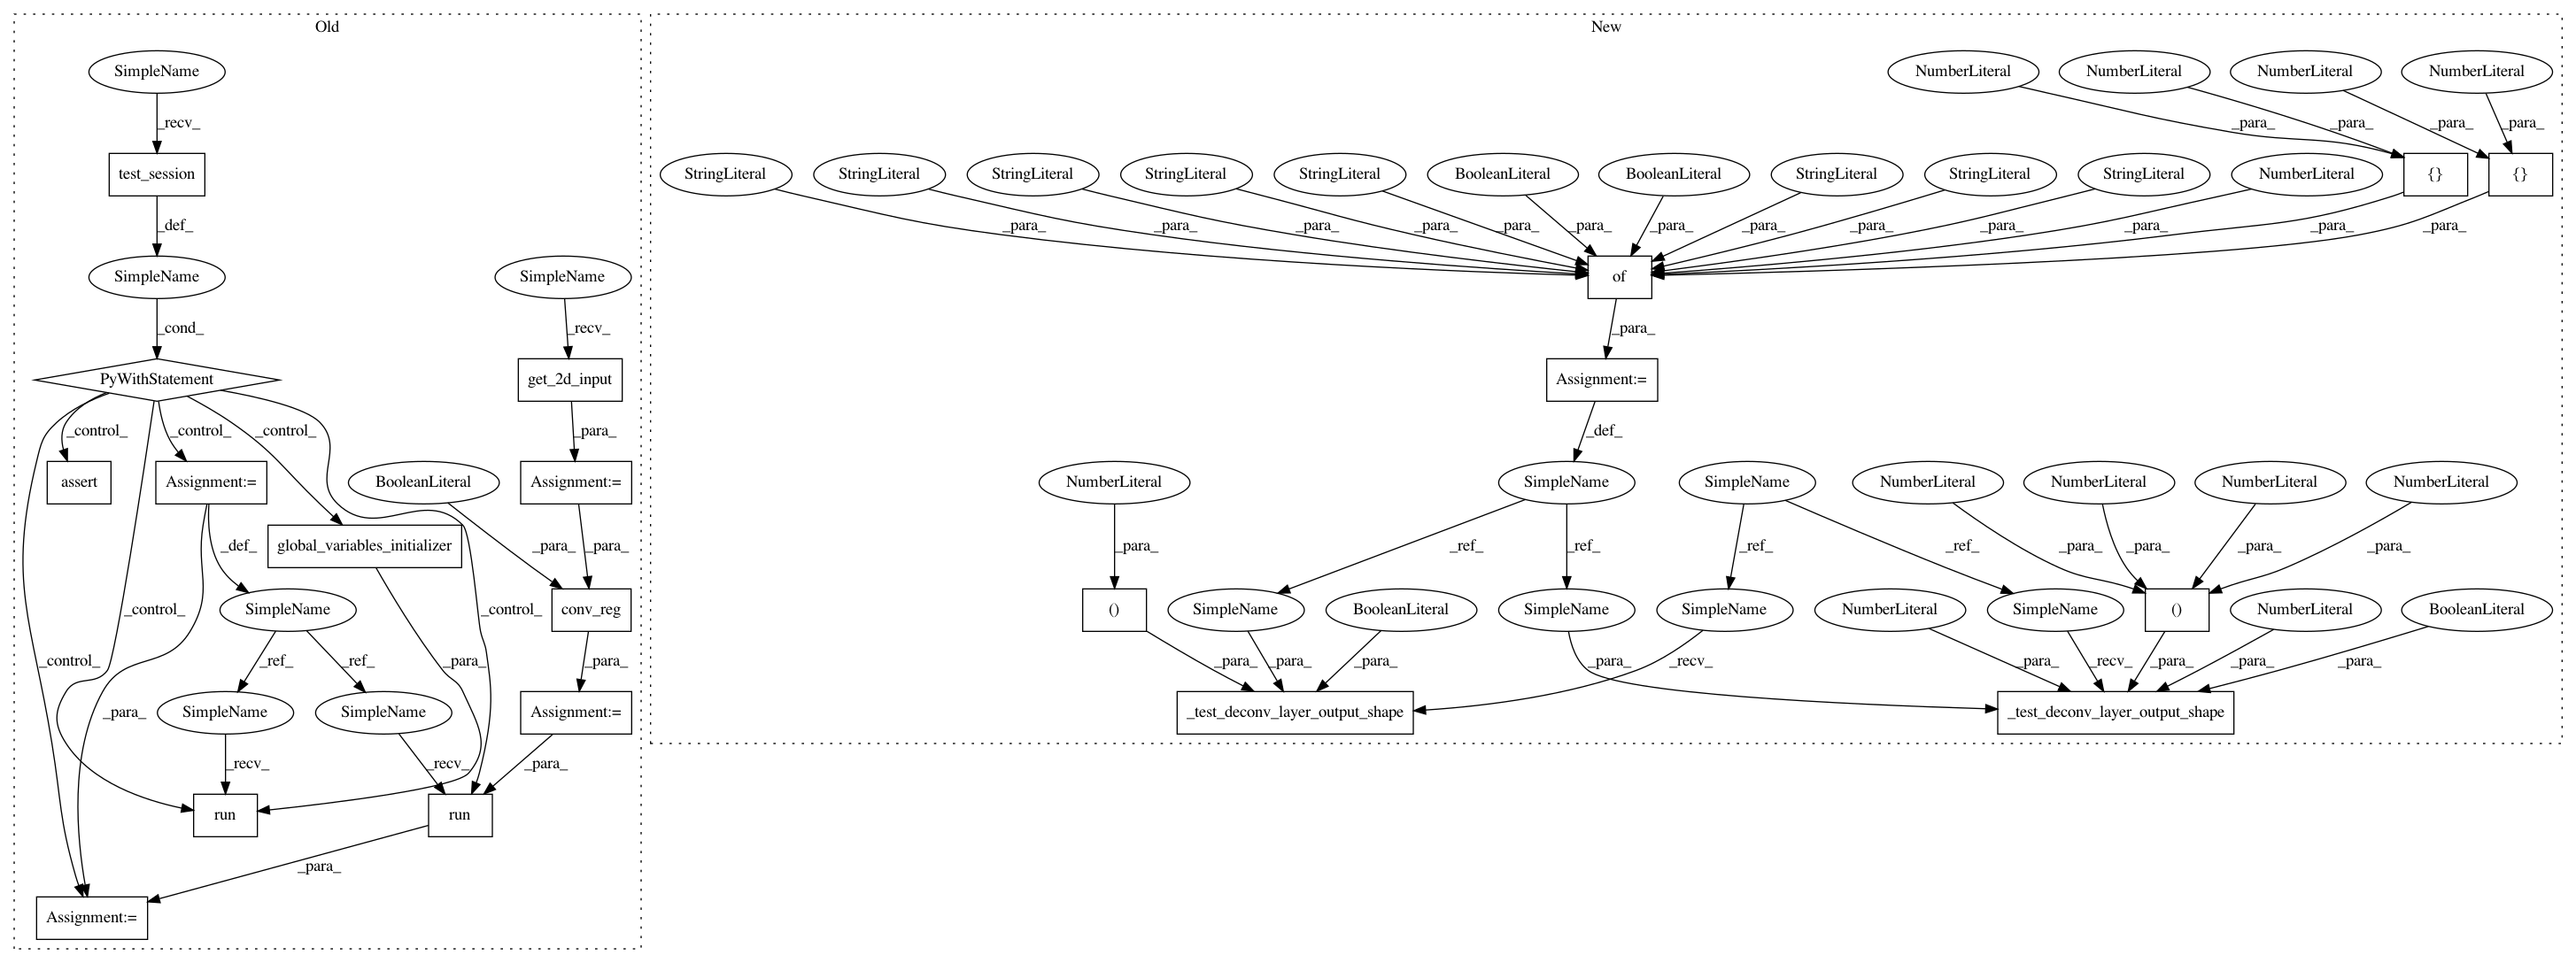 Old
New
SimpleName
NumberLiteral
NumberLiteral
NumberLiteral
NumberLiteral
_recv_
_para_
_para_
_para_
_para_
test_session
StringLiteral
StringLiteral
StringLiteral
StringLiteral
StringLiteral
BooleanLiteral
BooleanLiteral
StringLiteral
StringLiteral
StringLiteral
NumberLiteral
{}
{}
_def_
_para_
_para_
_para_
_para_
_para_
_para_
_para_
_para_
_para_
_para_
_para_
_para_
_para_
SimpleName
SimpleName
of
_cond_
_recv_
_para_
PyWithStatement
get_2d_input
Assignment:=
_control_
_control_
_control_
_para_
_def_
assert
Assignment:=
BooleanLiteral
Assignment:=
NumberLiteral
SimpleName
SimpleName
NumberLiteral
NumberLiteral
NumberLiteral
NumberLiteral
_def_
global_variables_initializer
_para_
_para_
_para_
_ref_
_ref_
_ref_
_ref_
_para_
_para_
_para_
_para_
_control_
SimpleName
_control_
conv_reg
()
SimpleName
BooleanLiteral
SimpleName
SimpleName
NumberLiteral
SimpleName
()
NumberLiteral
BooleanLiteral
_control_
_ref_
_ref_
_para_
_para_
_para_
_para_
_para_
_para_
_recv_
_para_
_recv_
_para_
_para_
_para_
_para_
SimpleName
SimpleName
Assignment:=
_test_deconv_layer_output_shape
_test_deconv_layer_output_shape
_recv_
_recv_
_para_
run
run
_para_
Assignment:=